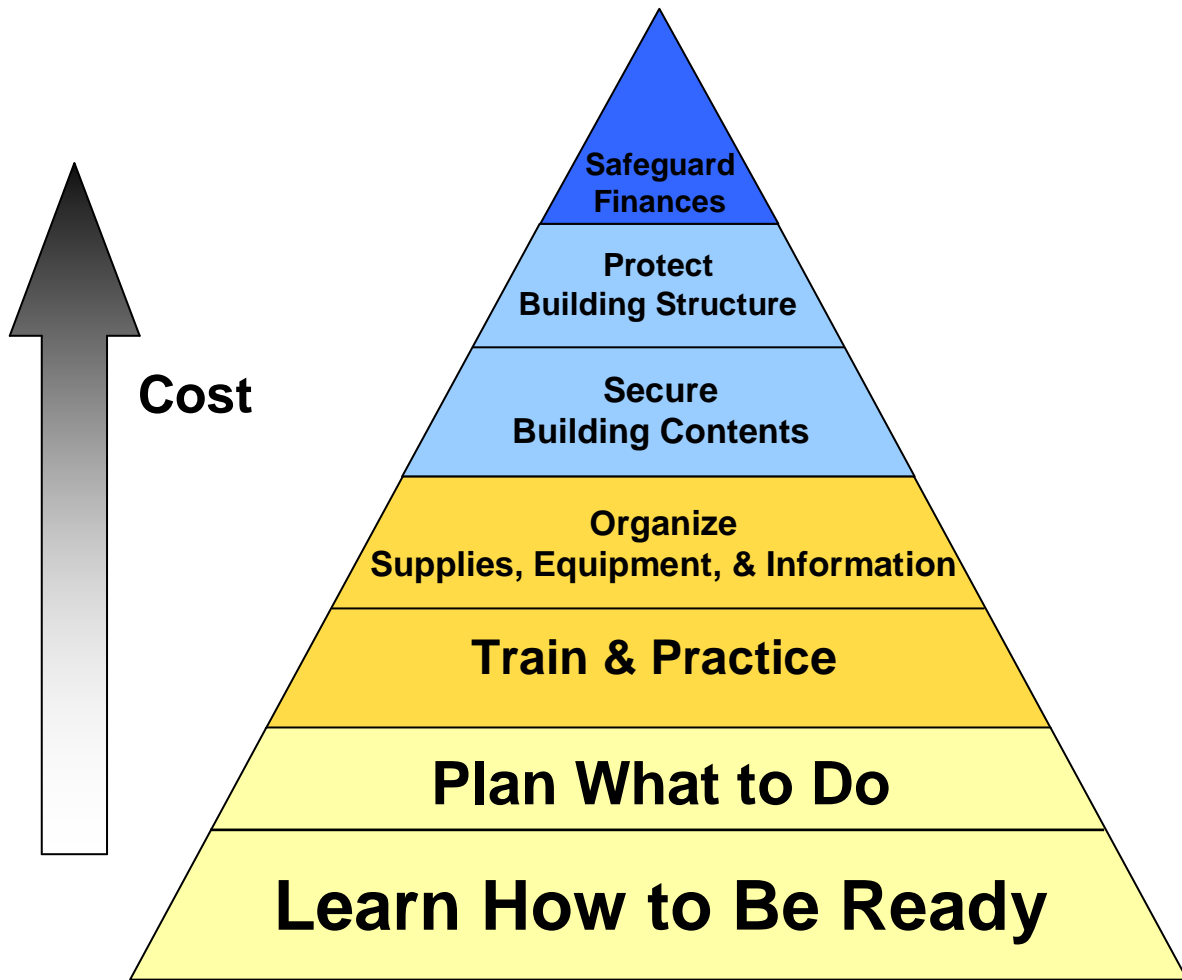 Safeguard
Finances
Protect
Building Structure
Cost
Secure
Building Contents
Organize
Supplies, Equipment, & Information
Train & Practice
Plan What to Do
Learn How to Be Ready